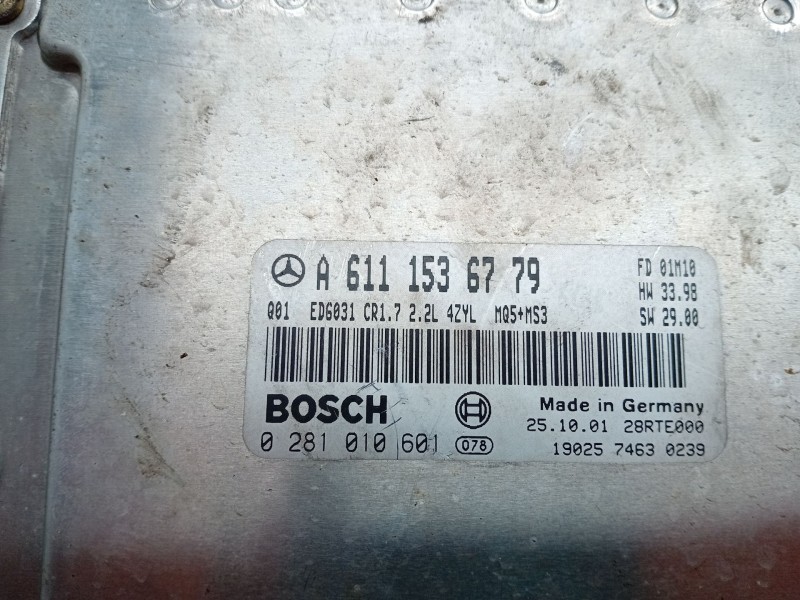 A 611 153 67 79
FD 01M10
HW 33.98
Q01 EDG031 CR1.7 2.2L 4ZYL MQ5+MS3
SW 29.00
BOSCH
Made in Germany
25.10.01 28RTE000
0 281 010 601 078
19025 7463 0239